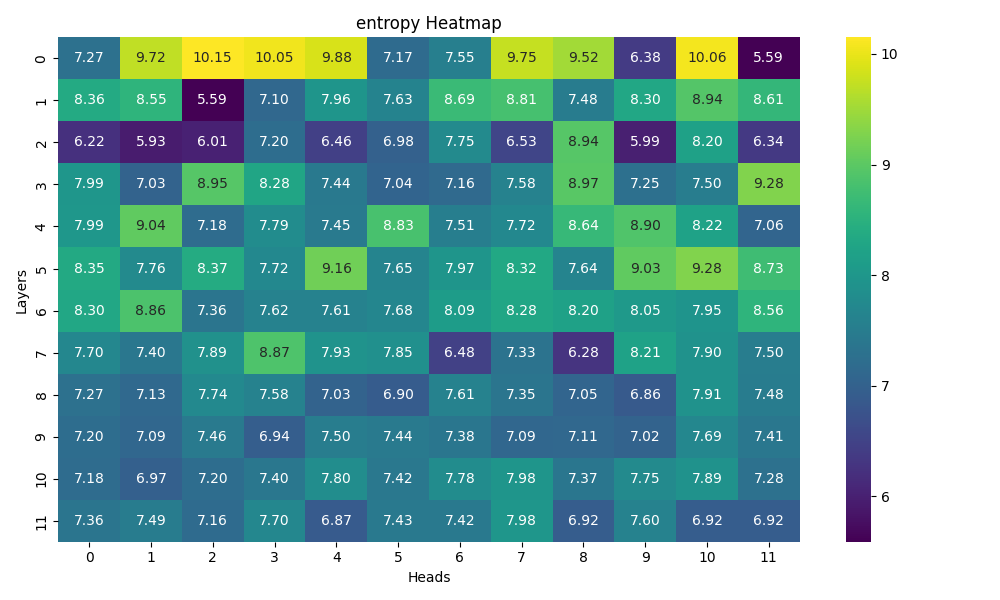 entropy Heatmap
0 7.27 9.72 10.15 10.05 9.88 7.17 7.55 9.75 9.52 6.38 10.06 5.59
1 8.36 8.55 5.59 7.10 7.96 7.63 8.69 8.81 7.48 8.30 8.94 8.61
2 6.22 5.93 6.01 7.20 6.46 6.98 7.75 6.53 8.94 5.99 8.20 6.34
3 7.99 7.03 8.95 8.28 7.44 7.04 7.16 7.58 8.97 7.25 7.50 9.28
4 7.99 9.04 7.18 7.79 7.45 8.83 7.51 7.72 8.64 8.90 8.22 7.06
5 8.35 7.76 8.37 7.72 9.16 7.65 7.97 8.32 7.64 9.03 9.28 8.73
6 8.30 8.86 7.36 7.62 7.61 7.68 8.09 8.28 8.20 8.05 7.95 8.56
7 7.70 7.40 7.89 8.87 7.93 7.85 6.48 7.33 6.28 8.21 7.90 7.50
8 7.27 7.13 7.74 7.58 7.03 6.90 7.61 7.35 7.05 6.86 7.91 7.48
9 7.20 7.09 7.46 6.94 7.50 7.44 7.38 7.09 7.11 7.02 7.69 7.41
10 7.18 6.97 7.20 7.40 7.80 7.42 7.78 7.98 7.37 7.75 7.89 7.28
11 7.36 7.49 7.16 7.70 6.87 7.43 7.42 7.98 6.92 7.60 6.92 6.92
0 1 2 3 4 5 6 7 8 9 10 11
Heads
Layers
10
9
8
7
6